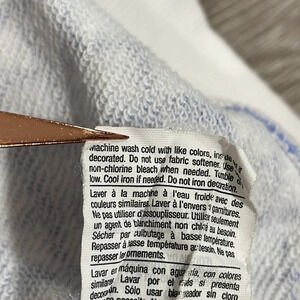 Machine wash cold with like colors, inside
decorated. Do not use fabric softener. Use
non-chlorine bleach when needed. Tumble
low. Cool iron if needed. Do not iron decoration.
Laver à la machine à l'eau froide avec des
couleurs similaires. Laver à l'envers
Ne pas utiliser d'assouplisseur. Utiliser seulement
un agent de blanchiment non chloré au besoin.
Sécher par culbutage à basse température.
Repasser à basse température au besoin. Ne pas
repasser les ornements.
Lavar en máquina con agua fría, con colores
similares. Lavar por el revés si presenta
decoración. Sólo usar blanqueador sin cloro